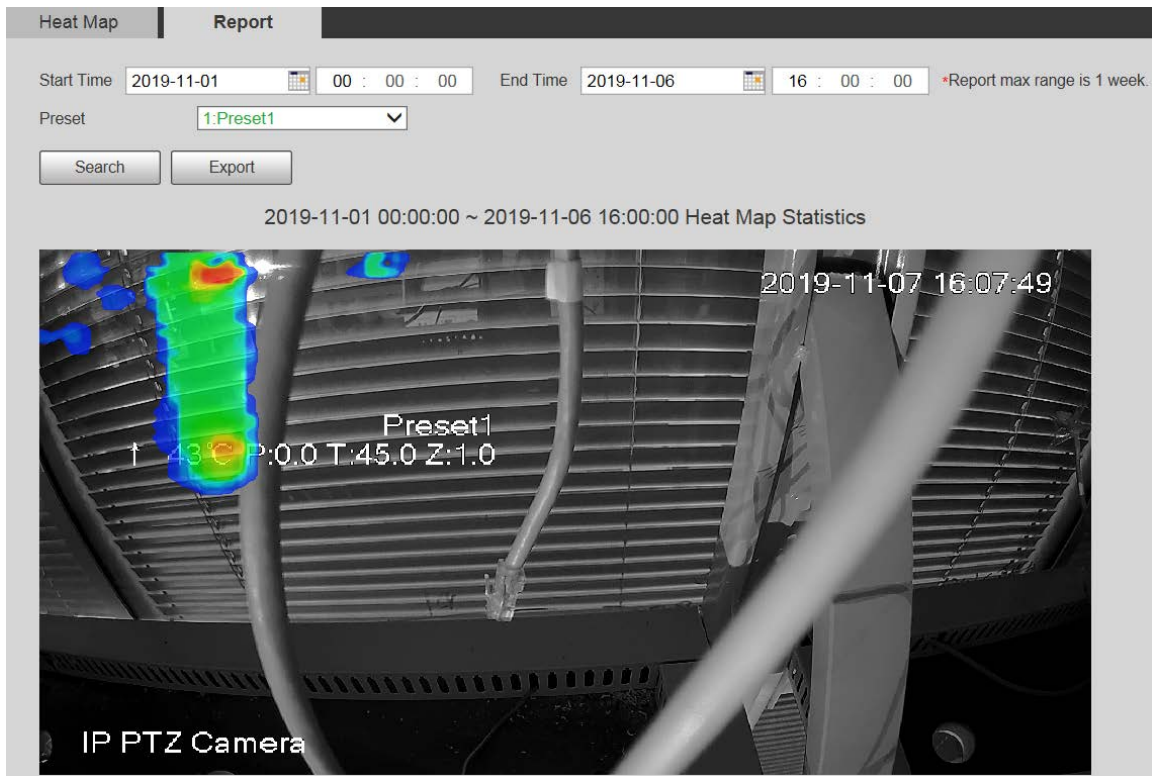 Heat Map Report
Start Time 2019-11-01 00 : 00 : 00 End Time 2019-11-06 16 : 00 : 00 *Report max range is 1 week.
Preset 1:Preset1
Search Export
2019-11-01 00:00:00 ~ 2019-11-06 16:00:00 Heat Map Statistics
2019-11-07 16:07:49
Preset1
↑ 43℃ P:0.0 T:45.0 Z:1.0
IP PTZ Camera